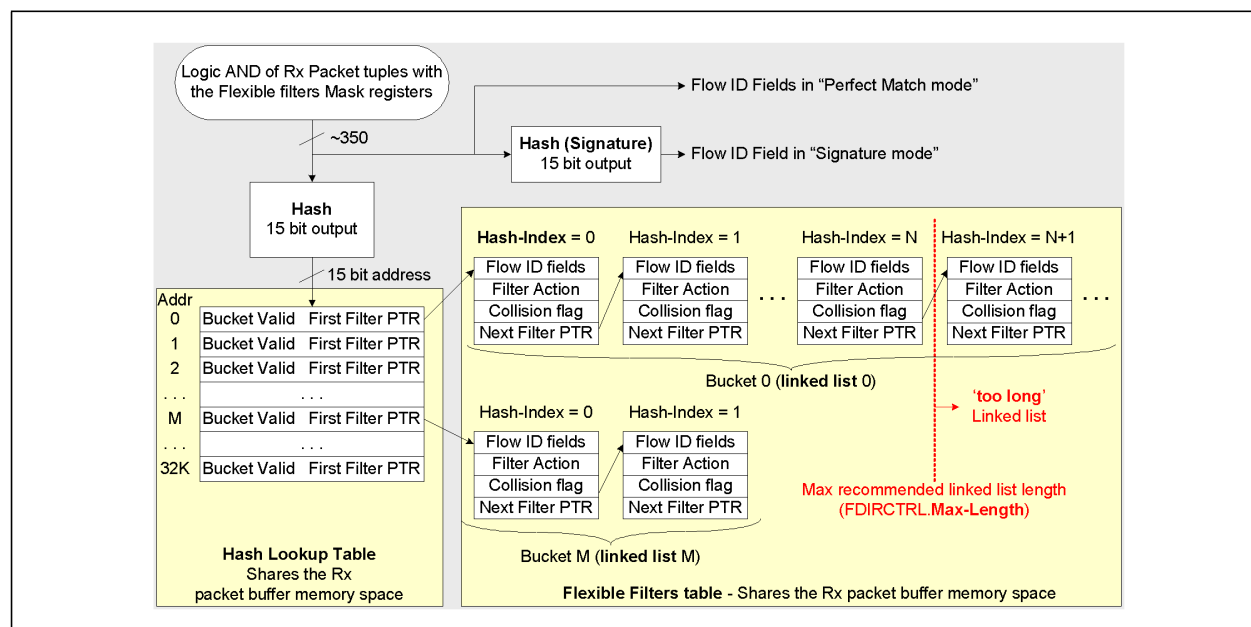 Logic AND of Rx Packet tuples with
the Flexible filters Mask registers
~350
Flow ID Fields in “Perfect Match mode”
Hash (Signature)
15 bit output
Flow ID Field in “Signature mode”
Hash
15 bit output
15 bit address
Addr
0 Bucket Valid First Filter PTR
1 Bucket Valid First Filter PTR
2 Bucket Valid First Filter PTR
. . . . . .
M Bucket Valid First Filter PTR
. . . . . .
32K Bucket Valid First Filter PTR
Hash Lookup Table
Shares the Rx
packet buffer memory space
Hash-Index = 0
Flow ID fields
Filter Action
Collision flag
Next Filter PTR
Hash-Index = 1
Flow ID fields
Filter Action
Collision flag
Next Filter PTR
. . .
Hash-Index = N
Flow ID fields
Filter Action
Collision flag
Next Filter PTR
Hash-Index = N+1
Flow ID fields
Filter Action
Collision flag
Next Filter PTR
. . .
Bucket 0 (linked list 0)
Hash-Index = 0
Flow ID fields
Filter Action
Collision flag
Next Filter PTR
Hash-Index = 1
Flow ID fields
Filter Action
Collision flag
Next Filter PTR
Bucket M (linked list M)
‘too long’
Linked list
Max recommended linked list length
(FDIRCTRL.Max-Length)
Flexible Filters table - Shares the Rx packet buffer memory space